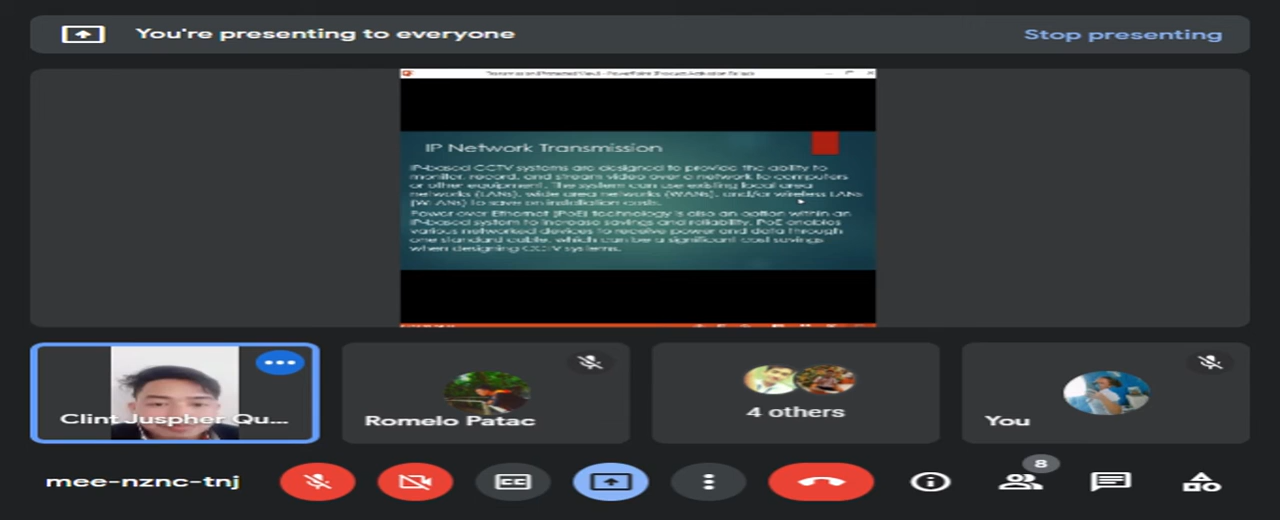 You're presenting to everyone
Stop presenting
IP Network Transmission
IP-based CCTV systems are designed to provide the ability to
monitor, record, and stream video over a network to computers
or other equipment. The system can use existing local area
networks (LANs), wide area networks (WANs), and/or wireless LANs
(WLANs) to save on installation costs.
Power over Ethernet (PoE) technology is also an option within an
IP-based system to increase savings and reliability. PoE enables
various networked devices to receive power and data through
one standard cable, which can be a significant cost savings
when designing CCTV systems.
Clint Juspher Qu...
Romelo Patac
4 others
You
mee-nznc-tnj
CC
8